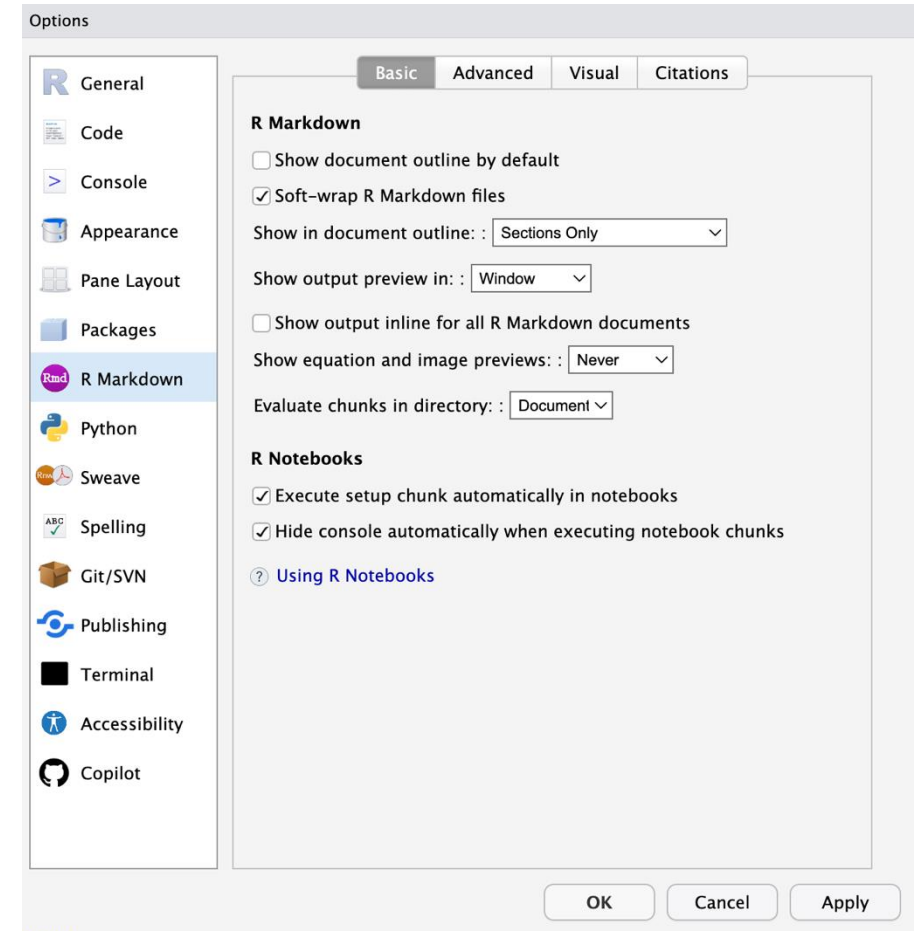 Options
General
Code
Console
Appearance
Pane Layout
Packages
Rmd R Markdown
Python
Rnw Sweave
ABC Spelling
Git/SVN
Publishing
Terminal
Accessibility
Copilot
Basic Advanced Visual Citations
R Markdown
Show document outline by default
Soft-wrap R Markdown files
Show in document outline: : Sections Only
Show output preview in: : Window
Show output inline for all R Markdown documents
Show equation and image previews: : Never
Evaluate chunks in directory: : Document
R Notebooks
Execute setup chunk automatically in notebooks
Hide console automatically when executing notebook chunks
? Using R Notebooks
OK Cancel Apply